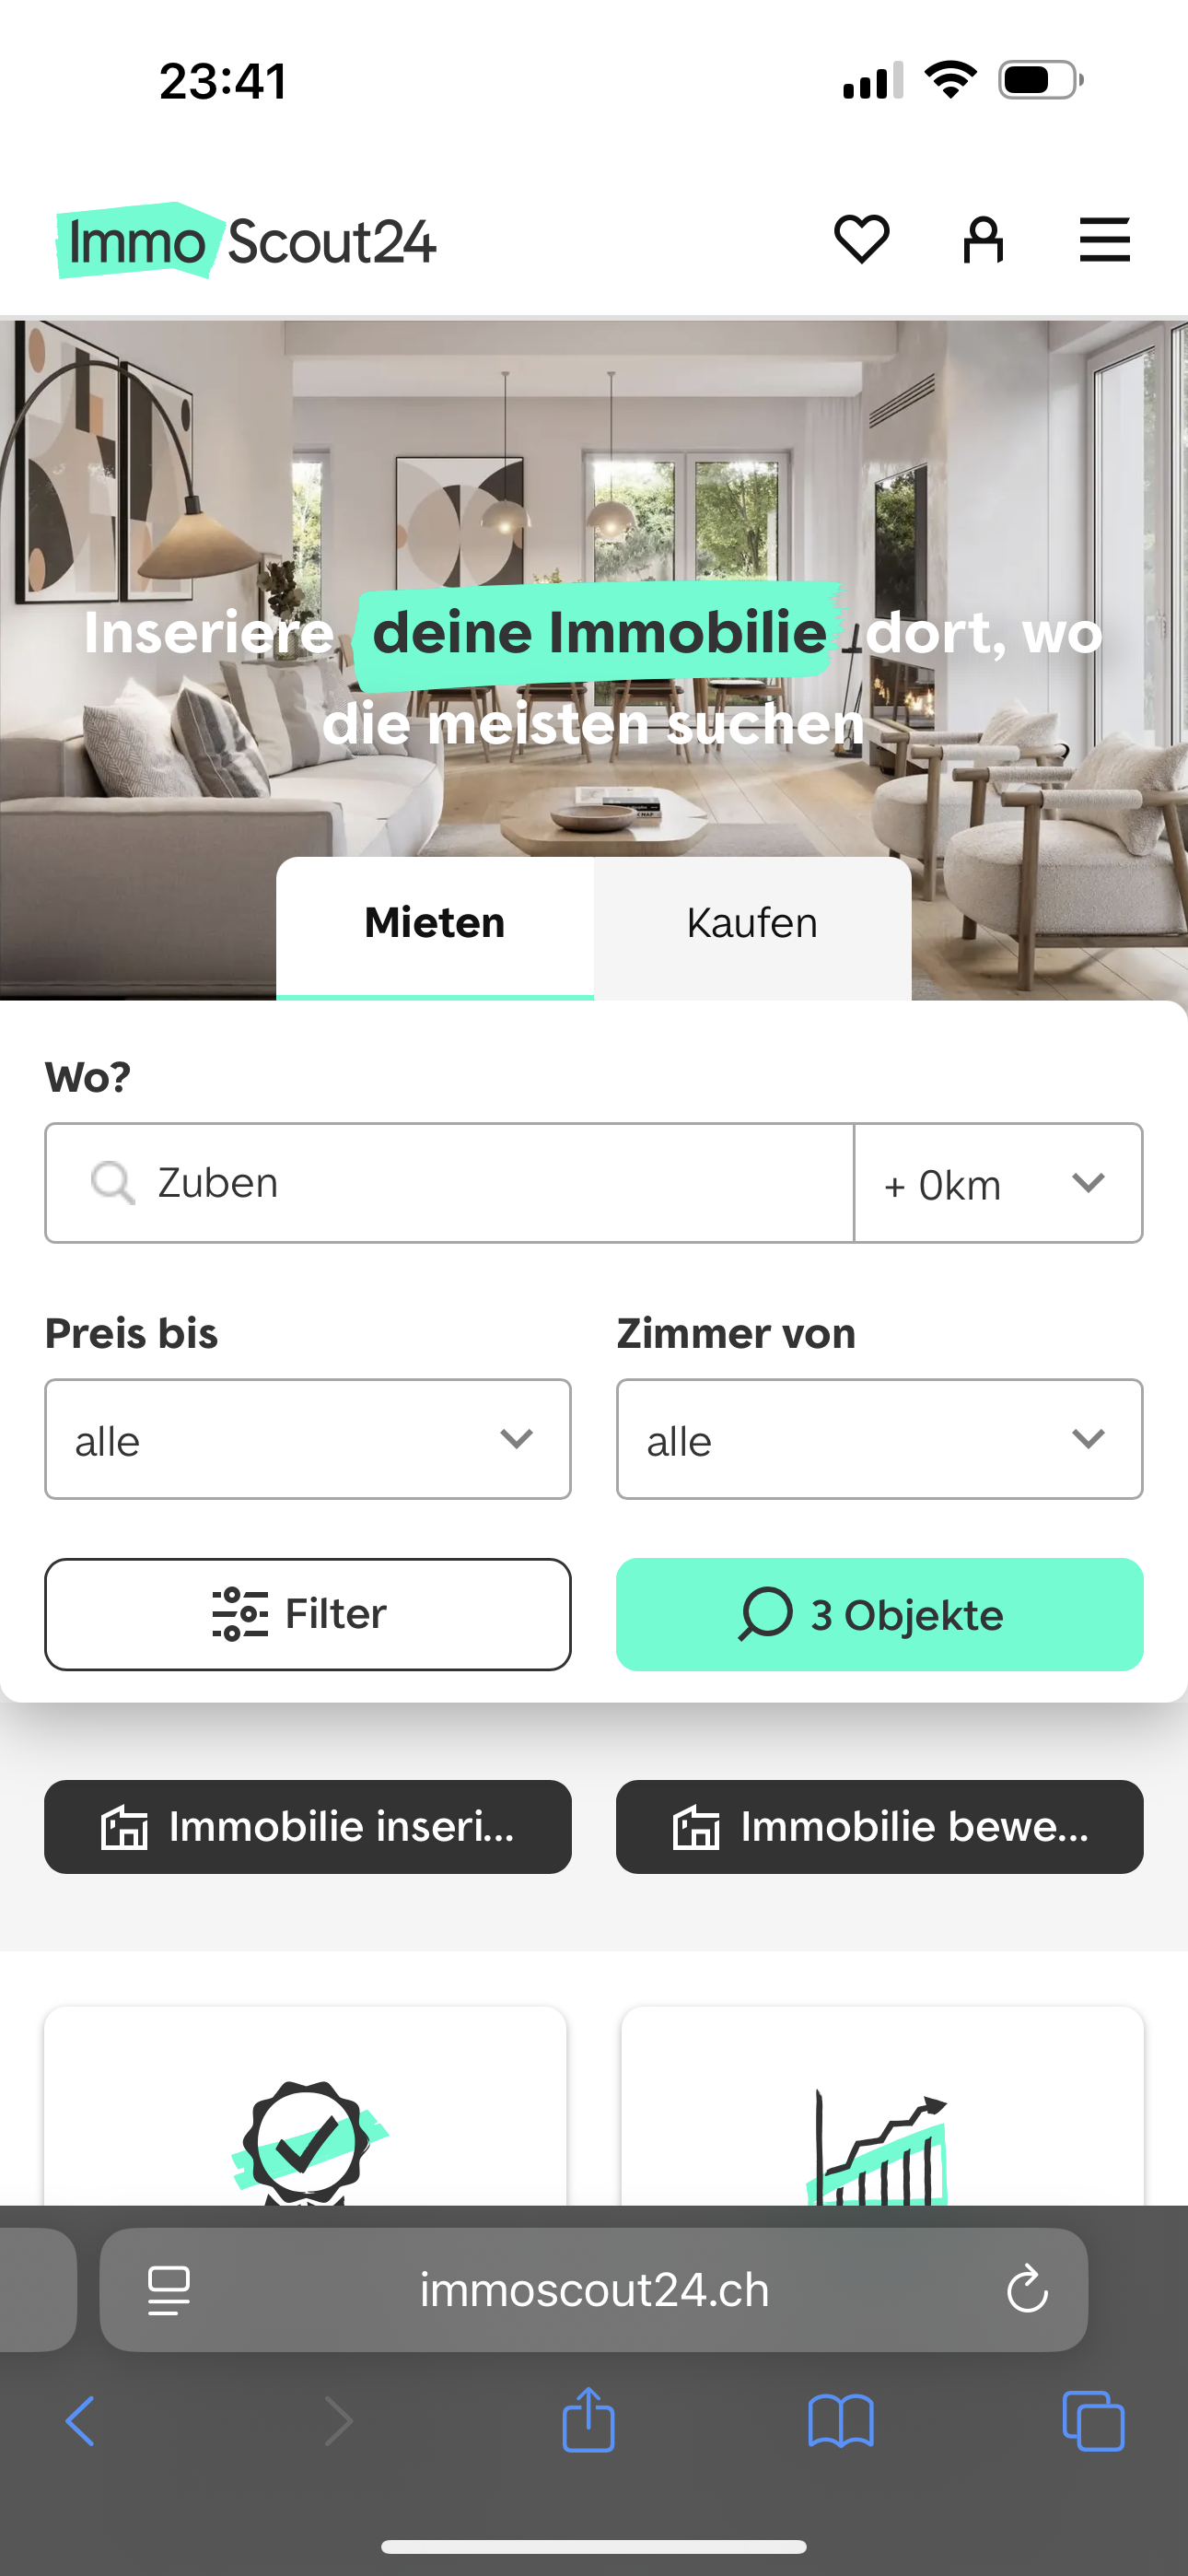 23:41
ImmoScout24
Inseriere deine Immobilie dort, wo
die meisten suchen
Mieten Kaufen
Wo?
Zuben + 0km
Preis bis Zimmer von
alle alle
Filter 3 Objekte
Immobilie inseri... Immobilie bewe...
immoscout24.ch